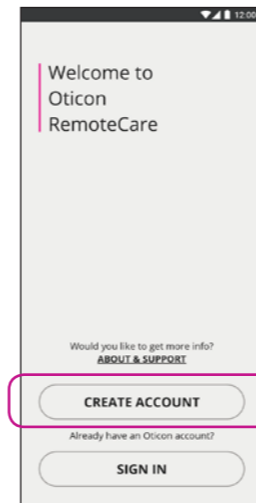 12:00
Welcome to
Oticon
RemoteCare
Would you like to get more info?
ABOUT & SUPPORT
CREATE ACCOUNT
Already have an Oticon account?
SIGN IN